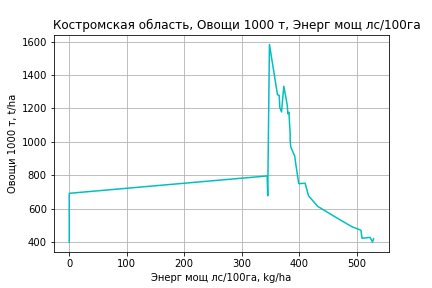 Костромская область, Овощи 1000 т, Энерг мощ лс/100га
1600
1400
1200
1000
800
600
400
Овощи 1000 т, t/ha
0 100 200 300 400 500
Энерг мощ лс/100га, kg/ha